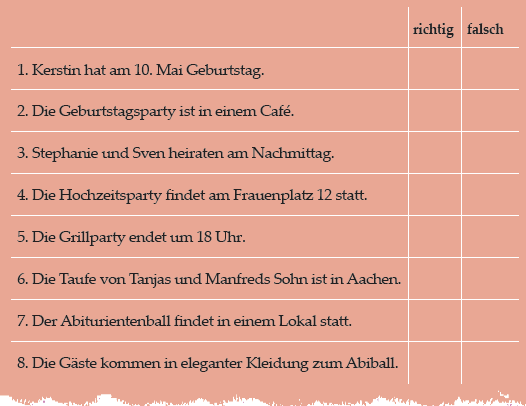 richtig falsch
1. Kerstin hat am 10. Mai Geburtstag.
2. Die Geburtstagsparty ist in einem Café.
3. Stephanie und Sven heiraten am Nachmittag.
4. Die Hochzeitsparty findet am Frauenplatz 12 statt.
5. Die Grillparty endet um 18 Uhr.
6. Die Taufe von Tanjas und Manfreds Sohn ist in Aachen.
7. Der Abiturientenball findet in einem Lokal statt.
8. Die Gäste kommen in eleganter Kleidung zum Abiball.